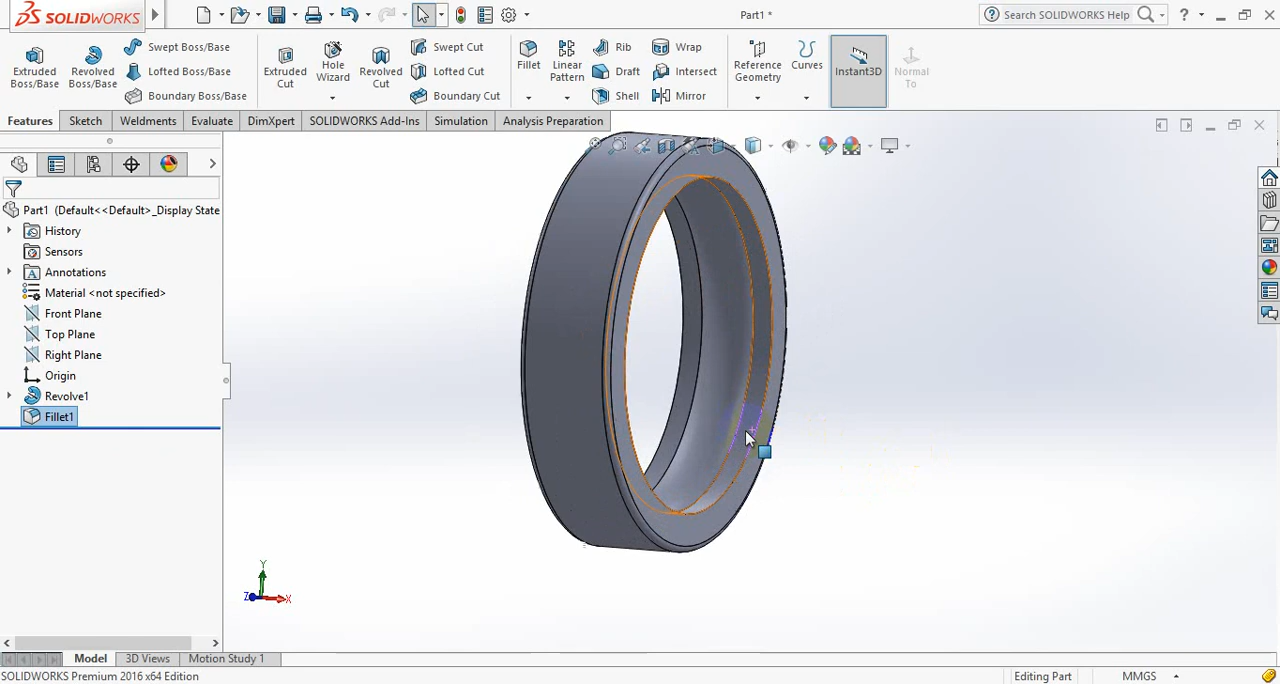 SOLIDWORKS
Part1 *
Search SOLIDWORKS Help
Extruded Boss/Base
Revolved Boss/Base
Swept Boss/Base
Lofted Boss/Base
Boundary Boss/Base
Extruded Cut
Hole Wizard
Revolved Cut
Swept Cut
Lofted Cut
Boundary Cut
Fillet
Linear Pattern
Rib
Draft
Shell
Wrap
Intersect
Mirror
Reference Geometry
Curves
Instant3D
Normal To
Features
Sketch
Weldments
Evaluate
DimXpert
SOLIDWORKS Add-Ins
Simulation
Analysis Preparation
Part1 (Default<<Default>_Display State
History
Sensors
Annotations
Material <not specified>
Front Plane
Top Plane
Right Plane
Origin
Revolve1
Fillet1
Y
Z
X
Model
3D Views
Motion Study 1
SOLIDWORKS Premium 2016 x64 Edition
Editing Part
MMGS